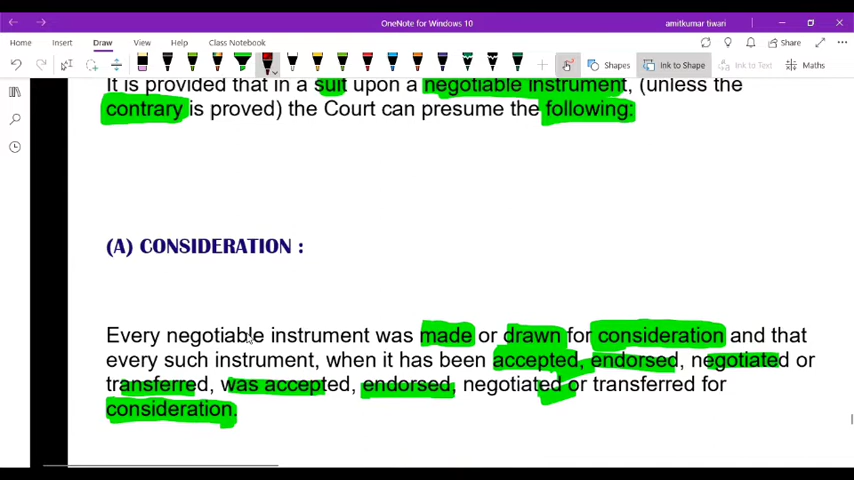 OneNote for Windows 10
amitkumar tiwari
Home Insert Draw View Help Class Notebook
Share
Shapes Ink to Shape Ink to Text Maths
It is provided that in a suit upon a negotiable instrument, (unless the
contrary is proved) the Court can presume the following:
(A) CONSIDERATION :
Every negotiable instrument was made or drawn for consideration and that
every such instrument, when it has been accepted, endorsed, negotiated or
transferred, was accepted, endorsed, negotiated or transferred for
consideration.